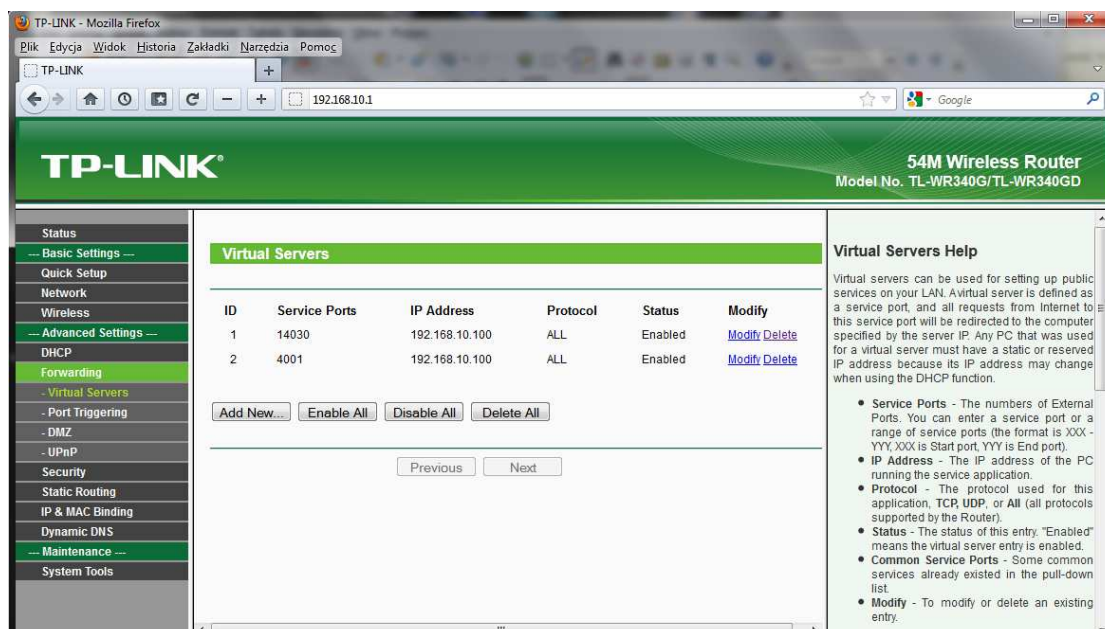 TP-LINK - Mozilla Firefox
Plik Edycja Widok Historia Zakładki Narzędzia Pomoc
TP-LINK
192.168.10.1
Google
TP-LINK®
54M Wireless Router
Model No. TL-WR340G/TL-WR340GD
Status
--- Basic Settings ---
Quick Setup
Network
Wireless
--- Advanced Settings ---
DHCP
Forwarding
- Virtual Servers
- Port Triggering
- DMZ
- UPnP
Security
Static Routing
IP & MAC Binding
Dynamic DNS
--- Maintenance ---
System Tools
Virtual Servers
ID Service Ports IP Address Protocol Status Modify
1 14030 192.168.10.100 ALL Enabled Modify Delete
2 4001 192.168.10.100 ALL Enabled Modify Delete
Add New... Enable All Disable All Delete All
Previous Next
Virtual Servers Help
Virtual servers can be used for setting up public
services on your LAN. Avirtual server is defined as
a service port, and all requests from Internet to
this service port will be redirected to the computer
specified by the server IP. Any PC that was used
for a virtual server must have a static or reserved
IP address because its IP address may change
when using the DHCP function.
• Service Ports - The numbers of External
Ports. You can enter a service port or a
range of service ports (the format is XXX -
YYY, XXX is Start port, YYY is End port).
• IP Address - The IP address of the PC
running the service application.
• Protocol - The protocol used for this
application, TCP, UDP, or All (all protocols
supported by the Router).
• Status - The status of this entry. "Enabled"
means the virtual server entry is enabled.
• Common Service Ports - Some common
services already existed in the pull-down
list.
• Modify - To modify or delete an existing
entry.